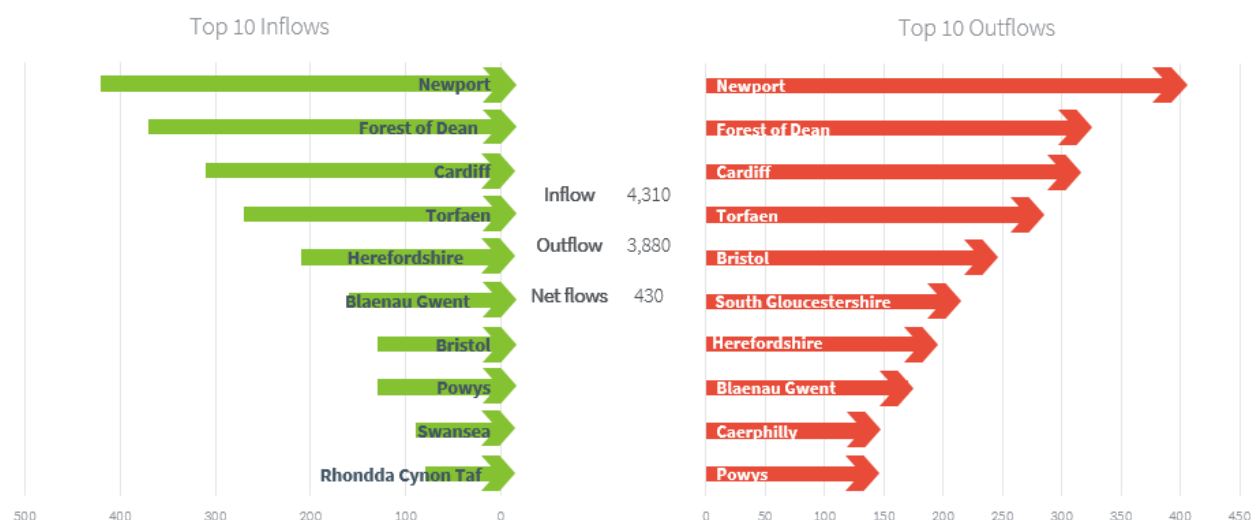 Top 10 Inflows
Newport
Forest of Dean
Cardiff
Torfaen
Herefordshire
Blaenau Gwent
Bristol
Powys
Swansea
Rhondda Cynon Taf
500 400 300 200 100 0
Inflow 4,310
Outflow 3,880
Net flows 430
Top 10 Outflows
Newport
Forest of Dean
Cardiff
Torfaen
Bristol
South Gloucestershire
Herefordshire
Blaenau Gwent
Caerphilly
Powys
0 50 100 150 200 250 300 350 400 450